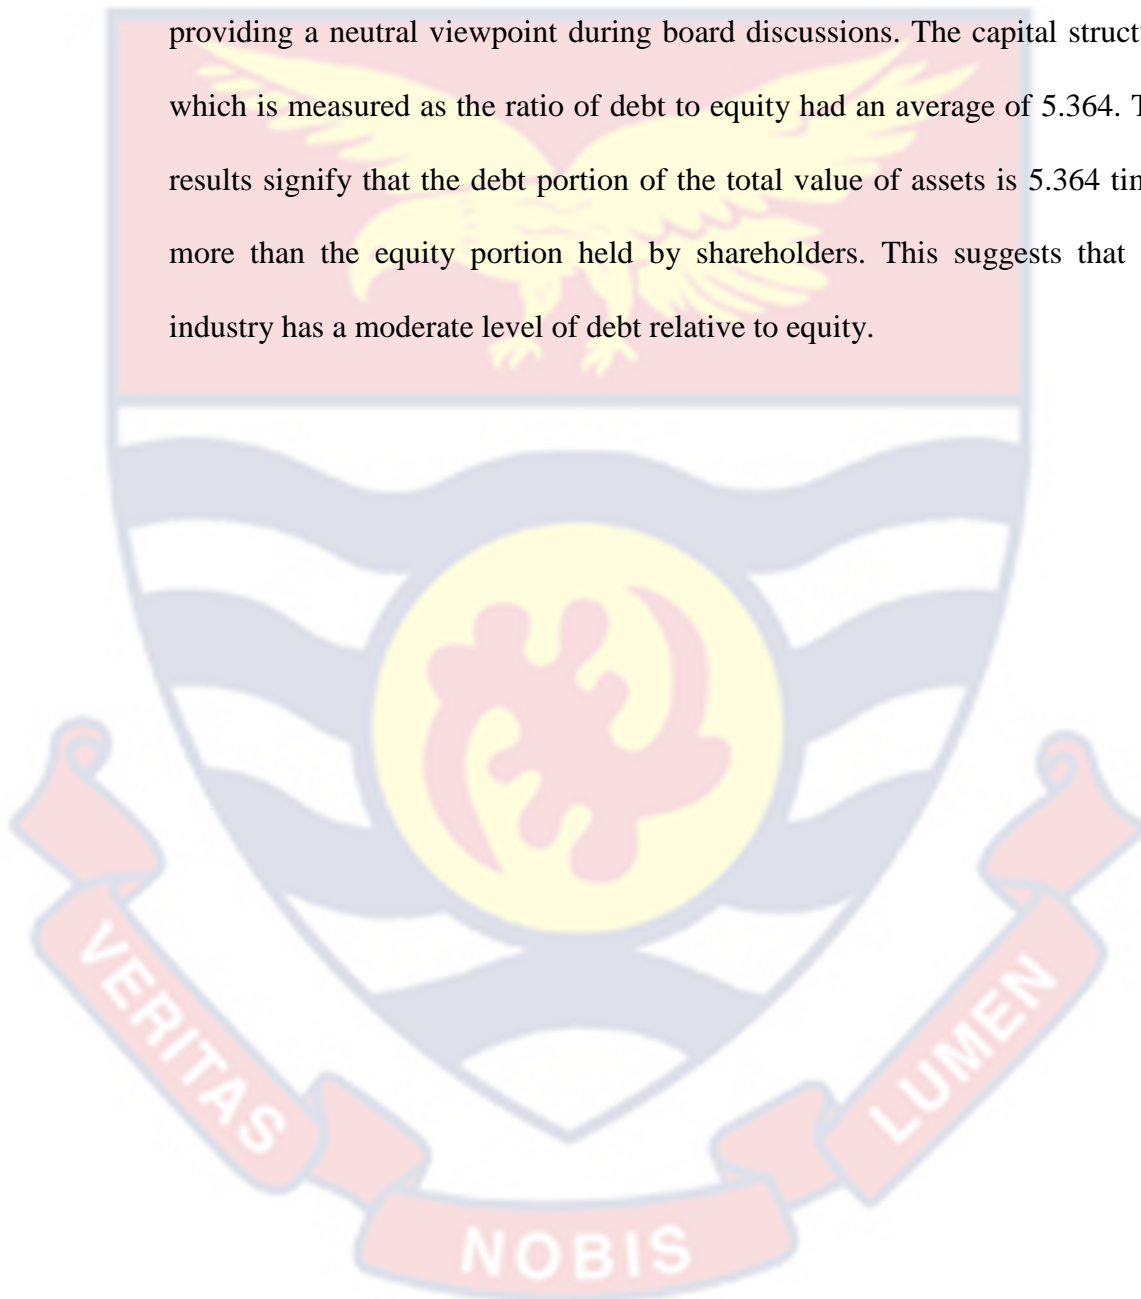 providing a neutral viewpoint during board discussions. The capital struct
which is measured as the ratio of debt to equity had an average of 5.364. T
results signify that the debt portion of the total value of assets is 5.364 tin
more than the equity portion held by shareholders. This suggests that
industry has a moderate level of debt relative to equity.
VERITAS
NOBIS
LUMEN